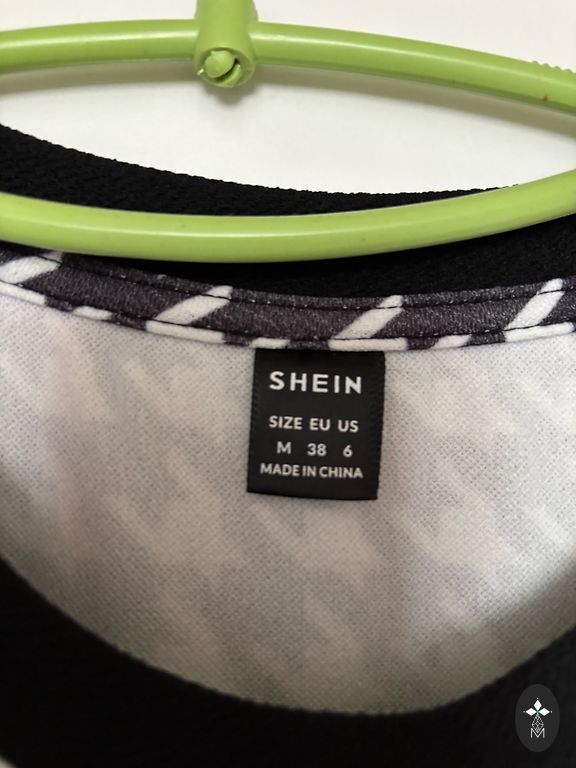 SHEIN
SIZE EU US
M 38 6
MADE IN CHINA
M